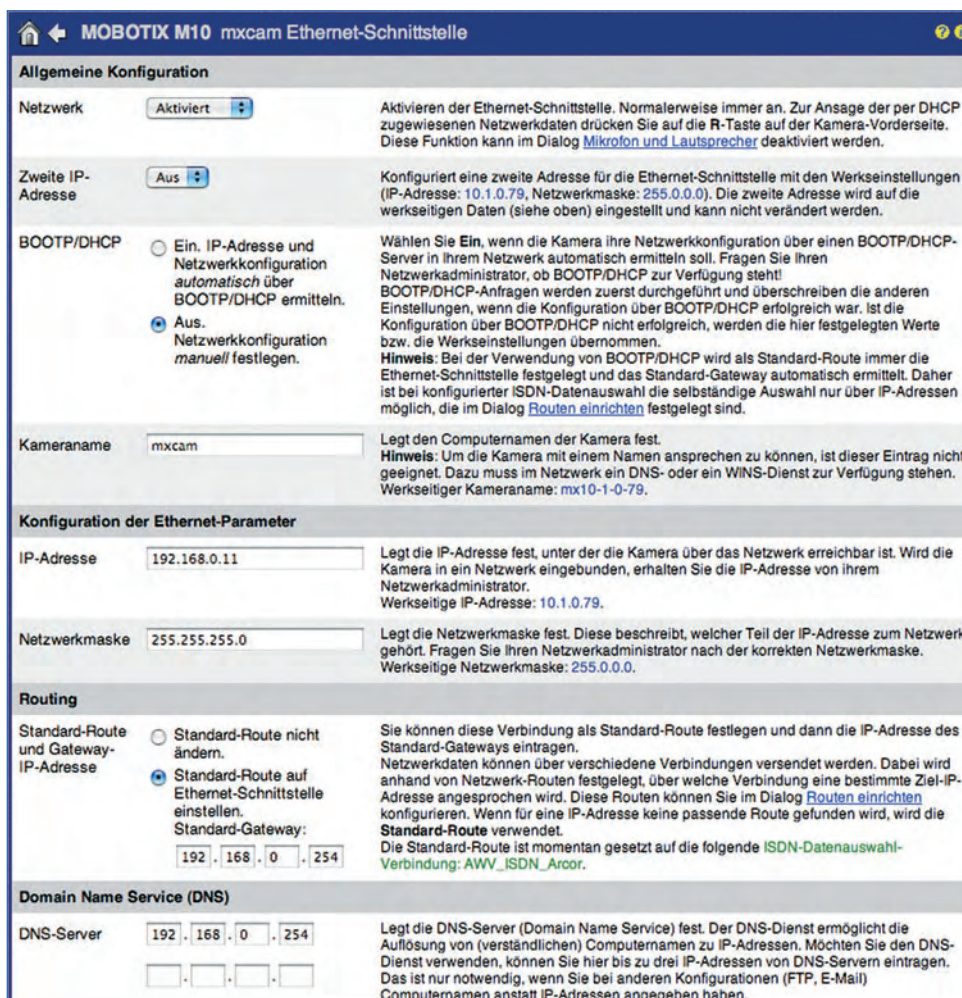 MOBOTIX M10 mxcam Ethernet-Schnittstelle
Allgemeine Konfiguration
Netzwerk
Aktiviert
Aktivieren der Ethernet-Schnittstelle. Normalerweise immer an. Zur Ansage der per DHCP
zugewiesenen Netzwerkdaten drücken Sie auf die R-Taste auf der Kamera-Vorderseite.
Diese Funktion kann im Dialog Mikrofon und Lautsprecher deaktiviert werden.
Zweite IP-
Adresse
Aus
Konfiguriert eine zweite Adresse für die Ethernet-Schnittstelle mit den Werkseinstellungen
(IP-Adresse: 10.1.0.79, Netzwerkmaske: 255.0.0.0). Die zweite Adresse wird auf die
werkseitigen Daten (siehe oben) eingestellt und kann nicht verändert werden.
BOOTP/DHCP
Ein. IP-Adresse und
Netzwerkkonfiguration
automatisch über
BOOTP/DHCP ermitteln.
Aus.
Netzwerkkonfiguration
manuell festlegen.
Wählen Sie Ein, wenn die Kamera ihre Netzwerkkonfiguration über einen BOOTP/DHCP-
Server in Ihrem Netzwerk automatisch ermitteln soll. Fragen Sie Ihren
Netzwerkadministrator, ob BOOTP/DHCP zur Verfügung steht!
BOOTP/DHCP-Anfragen werden zuerst durchgeführt und überschreiben die anderen
Einstellungen, wenn die Konfiguration über BOOTP/DHCP erfolgreich war. Ist die
Konfiguration über BOOTP/DHCP nicht erfolgreich, werden die hier festgelegten Werte
bzw. die Werkseinstellungen übernommen.
Hinweis: Bei der Verwendung von BOOTP/DHCP wird als Standard-Route immer die
Ethernet-Schnittstelle festgelegt und das Standard-Gateway automatisch ermittelt. Daher
ist bei konfigurierter ISDN-Datenauswahl die selbständige Auswahl nur über IP-Adressen
möglich, die im Dialog Routen einrichten festgelegt sind.
Kameraname
mxcam
Legt den Computernamen der Kamera fest.
Hinweis: Um die Kamera mit einem Namen ansprechen zu können, ist dieser Eintrag nicht
geeignet. Dazu muss im Netzwerk ein DNS- oder ein WINS-Dienst zur Verfügung stehen.
Werkseitiger Kameraname: mx10-1-0-79.
Konfiguration der Ethernet-Parameter
IP-Adresse
192.168.0.11
Legt die IP-Adresse fest, unter der die Kamera über das Netzwerk erreichbar ist. Wird die
Kamera in ein Netzwerk eingebunden, erhalten Sie die IP-Adresse von ihrem
Netzwerkadministrator.
Werkseitige IP-Adresse: 10.1.0.79.
Netzwerkmaske
255.255.255.0
Legt die Netzwerkmaske fest. Diese beschreibt, welcher Teil der IP-Adresse zum Netzwerk
gehört. Fragen Sie Ihren Netzwerkadministrator nach der korrekten Netzwerkmaske.
Werkseitige Netzwerkmaske: 255.0.0.0.
Routing
Standard-Route
und Gateway-
IP-Adresse
Standard-Route nicht
ändern.
Standard-Route auf
Ethernet-Schnittstelle
einstellen.
Standard-Gateway:
192 . 168 . 0 . 254
Sie können diese Verbindung als Standard-Route festlegen und dann die IP-Adresse des
Standard-Gateways eintragen.
Netzwerkdaten können über verschiedene Verbindungen versendet werden. Dabei wird
anhand von Netzwerk-Routen festgelegt, über welche Verbindung eine bestimmte Ziel-IP-
Adresse angesprochen wird. Diese Routen können Sie im Dialog Routen einrichten
konfigurieren. Wenn für eine IP-Adresse keine passende Route gefunden wird, wird die
Standard-Route verwendet.
Die Standard-Route ist momentan gesetzt auf die folgende ISDN-Datenauswahl-
Verbindung: AWV_ISDN_Arcor.
Domain Name Service (DNS)
DNS-Server
192 . 168 . 0 . 254
Legt die DNS-Server (Domain Name Service) fest. Der DNS-Dienst ermöglicht die
Auflösung von (verständlichen) Computernamen zu IP-Adressen. Möchten Sie den DNS-
Dienst verwenden, können Sie hier bis zu drei IP-Adressen von DNS-Servern eintragen.
Das ist nur notwendig, wenn Sie bei anderen Konfigurationen (FTP, E-Mail)
Computernamen anstatt IP-Adressen angegeben haben.